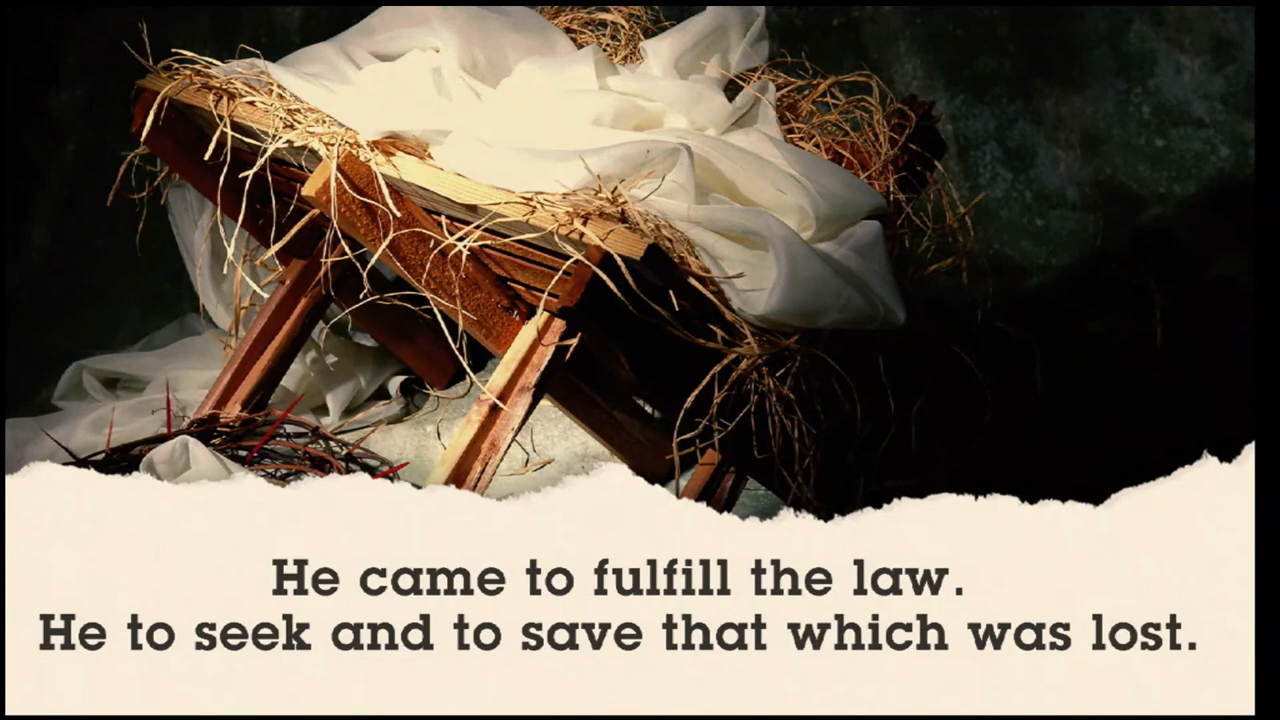 He came to fulfill the law.
He to seek and to save that which was lost.